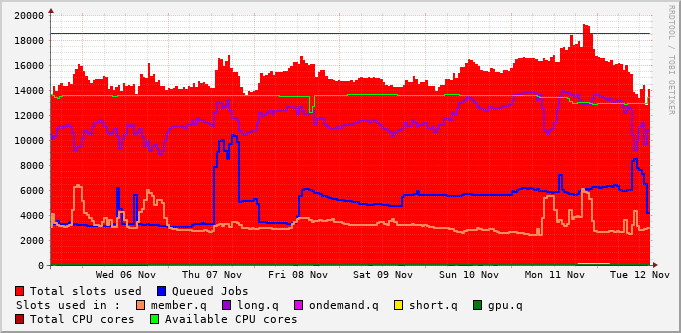 RRDTOOL / TOBI OETIKER
20000
18000
16000
14000
12000
10000
8000
6000
4000
2000
0
Wed 06 Nov Thu 07 Nov Fri 08 Nov Sat 09 Nov Sun 10 Nov Mon 11 Nov Tue 12 Nov
Total slots used Queued Jobs
Slots used in : member.q long.q ondemand.q short.q gpu.q
Total CPU cores Available CPU cores